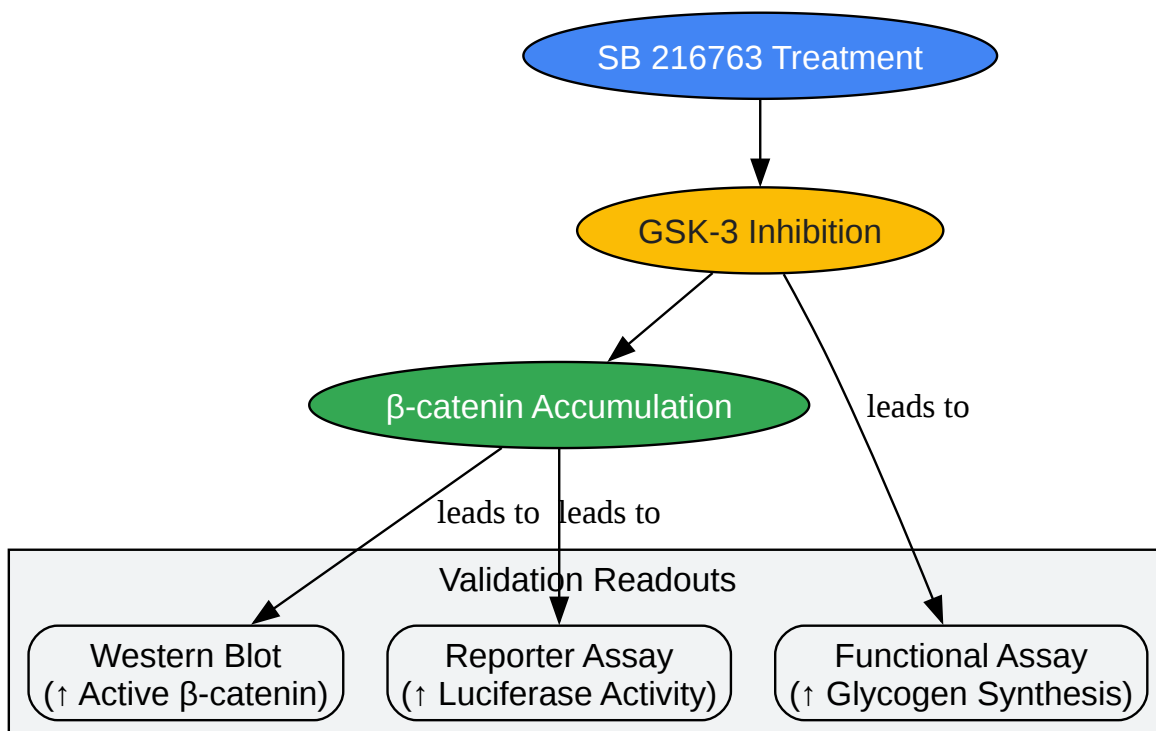 SB 216763 Treatment
GSK-3 Inhibition
β-catenin Accumulation
leads to
leads to
leads to
Validation Readouts
Western Blot
(↑ Active β-catenin)
Reporter Assay
(↑ Luciferase Activity)
Functional Assay
(↑ Glycogen Synthesis)